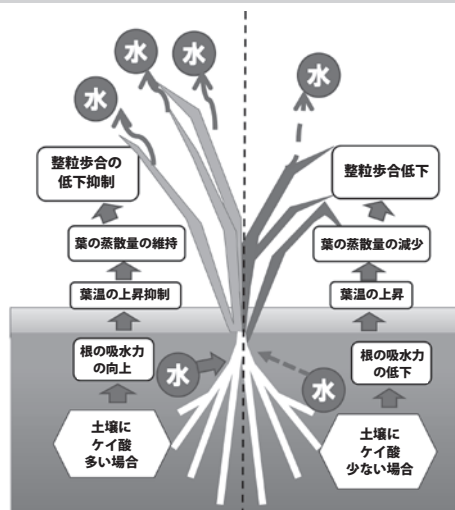 水
水
水
水
整粒歩合の
低下抑制
整粒歩合低下
葉の蒸散量の維持
葉の蒸散量の減少
葉温の上昇抑制
葉温の上昇
根の吸水力
の向上
水
根の吸水力
の低下
水
土壌に
ケイ酸
多い場合
土壌に
ケイ酸
少ない場合